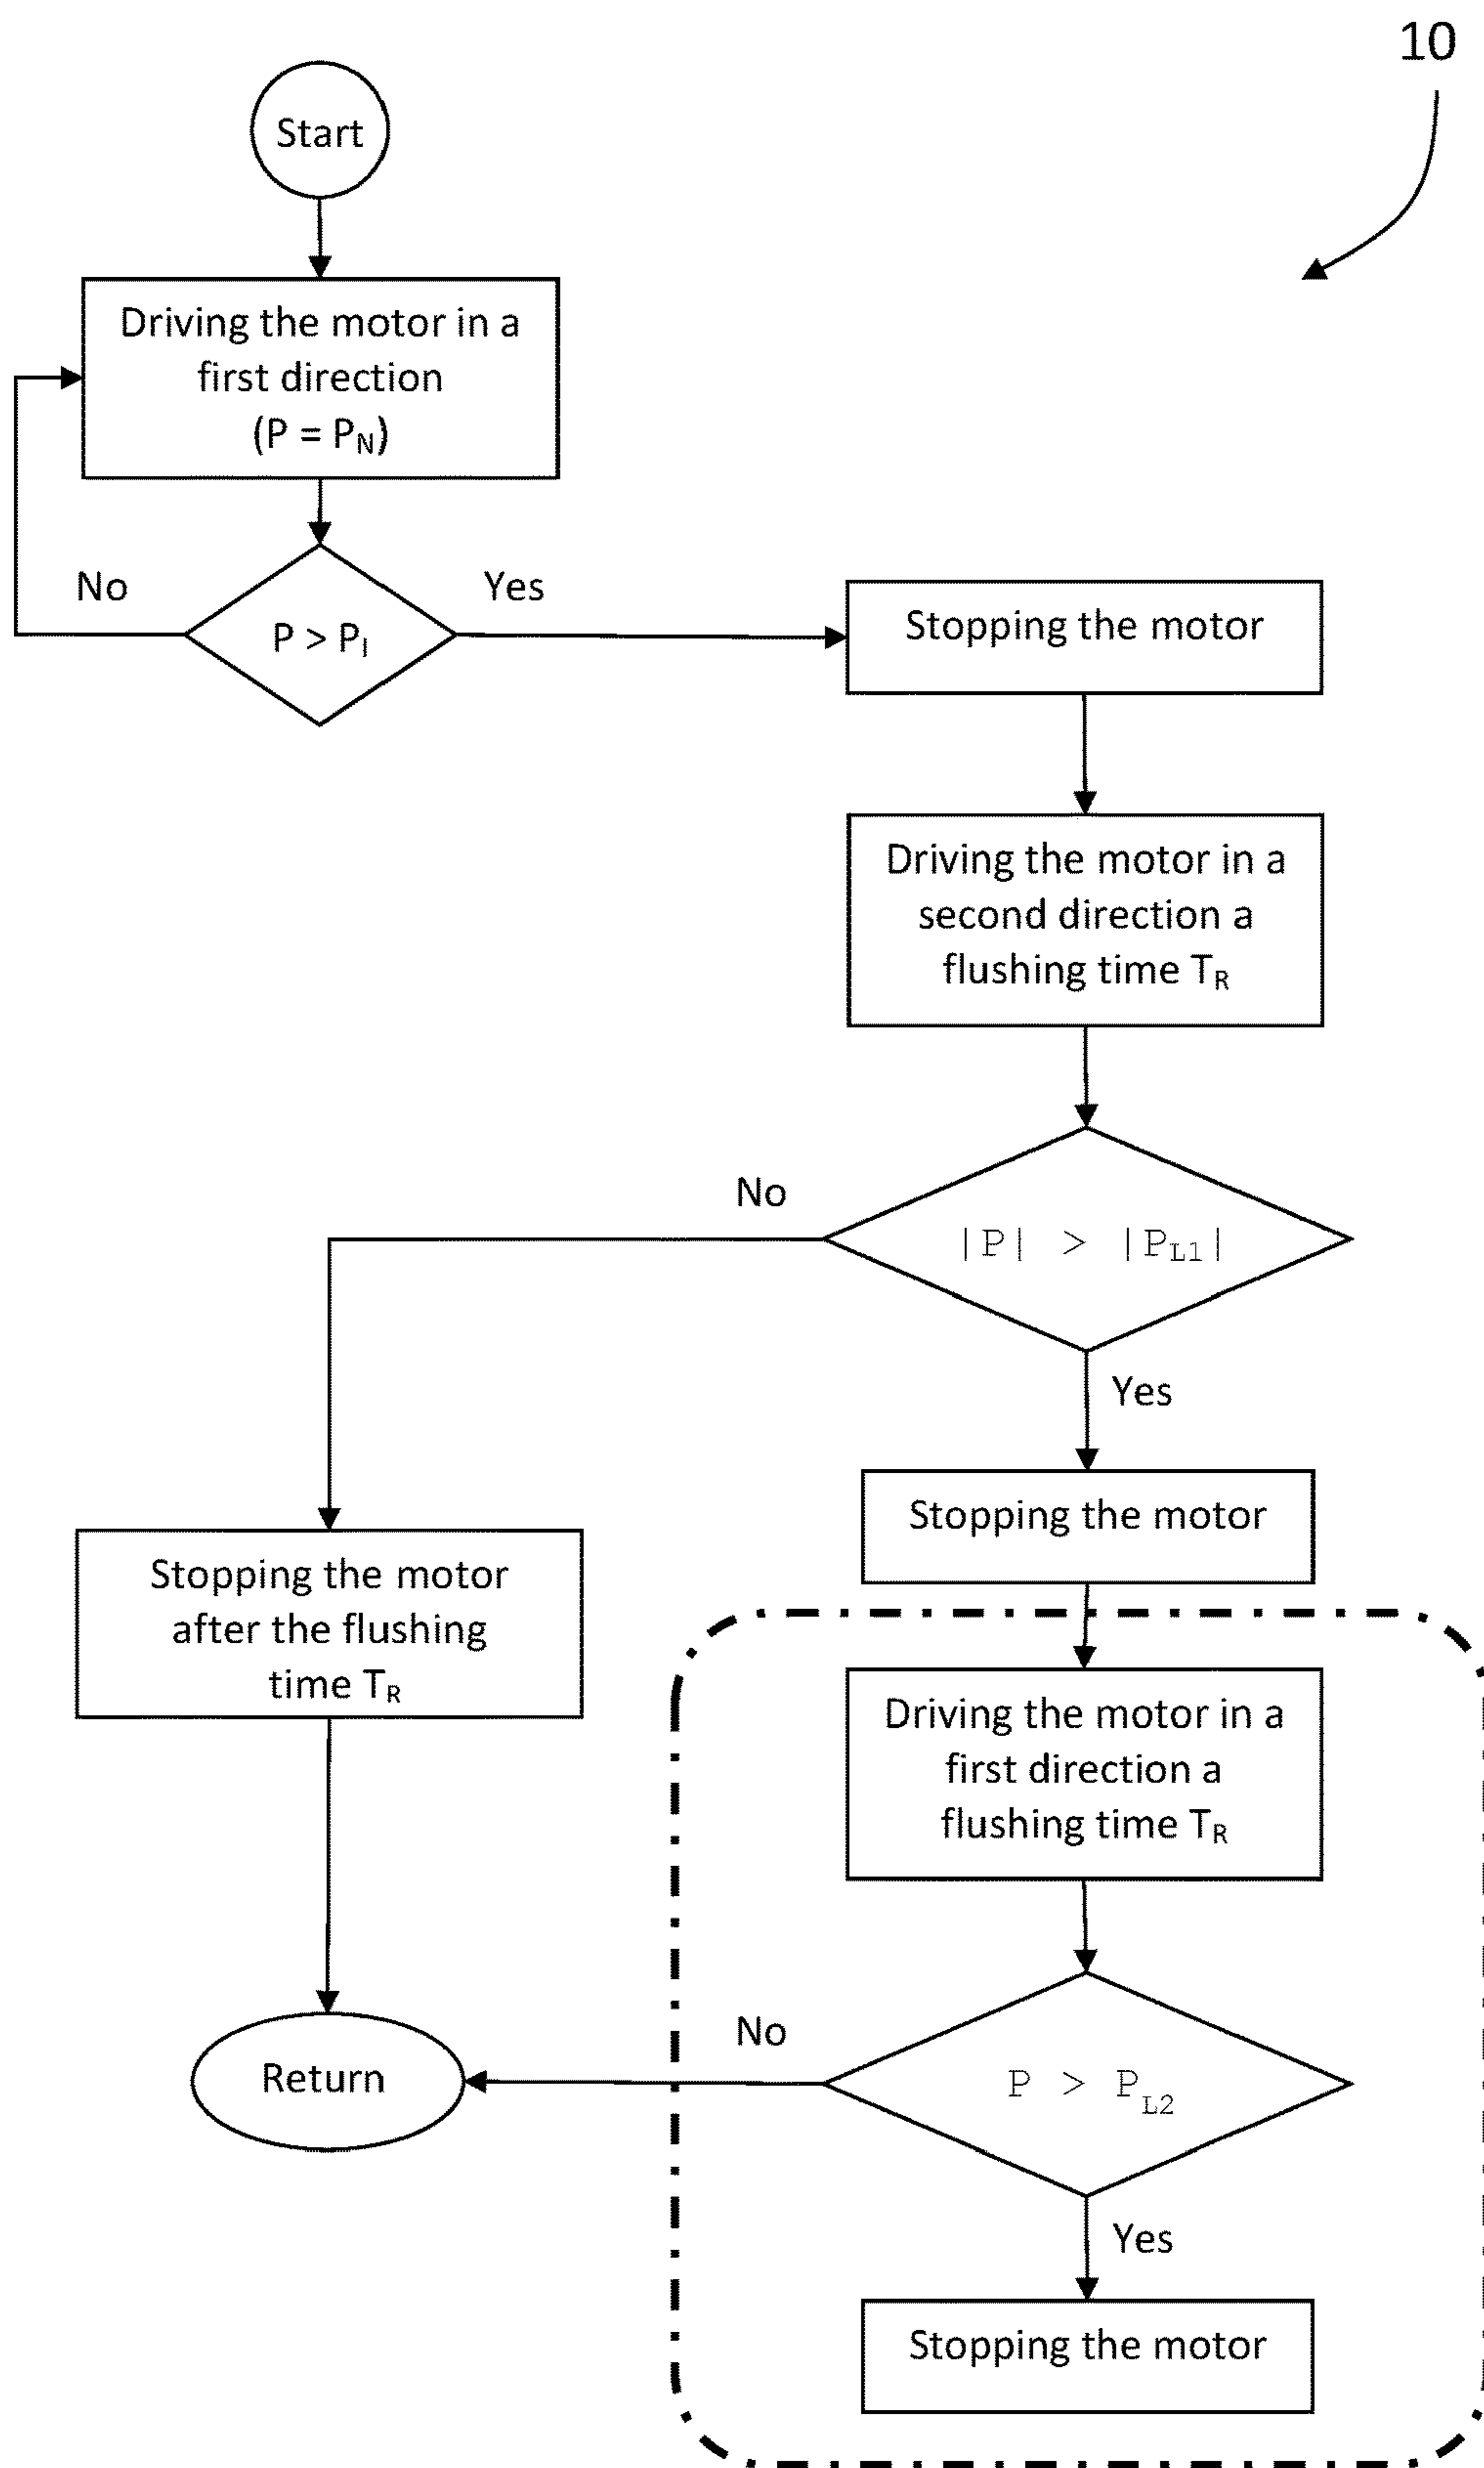 10
Start
Driving the motor in a
first direction
(P = PN)
No
Yes
P > PI
Stopping the motor
Driving the motor in a
second direction a
flushing time TR
No
|P| > |PL1|
Yes
Stopping the motor
Stopping the motor
after the flushing
time TR
Driving the motor in a
first direction a
flushing time TR
No
Return
P > PL2
Yes
Stopping the motor